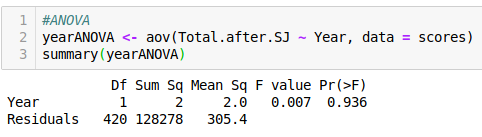 1 #ANOVA
2 yearANOVA <- aov(Total.after.SJ ~ Year, data = scores)
3 summary(yearANOVA)
Df Sum Sq Mean Sq F value Pr(>F)
Year 1 2 2.0 0.007 0.936
Residuals 420 128278 305.4